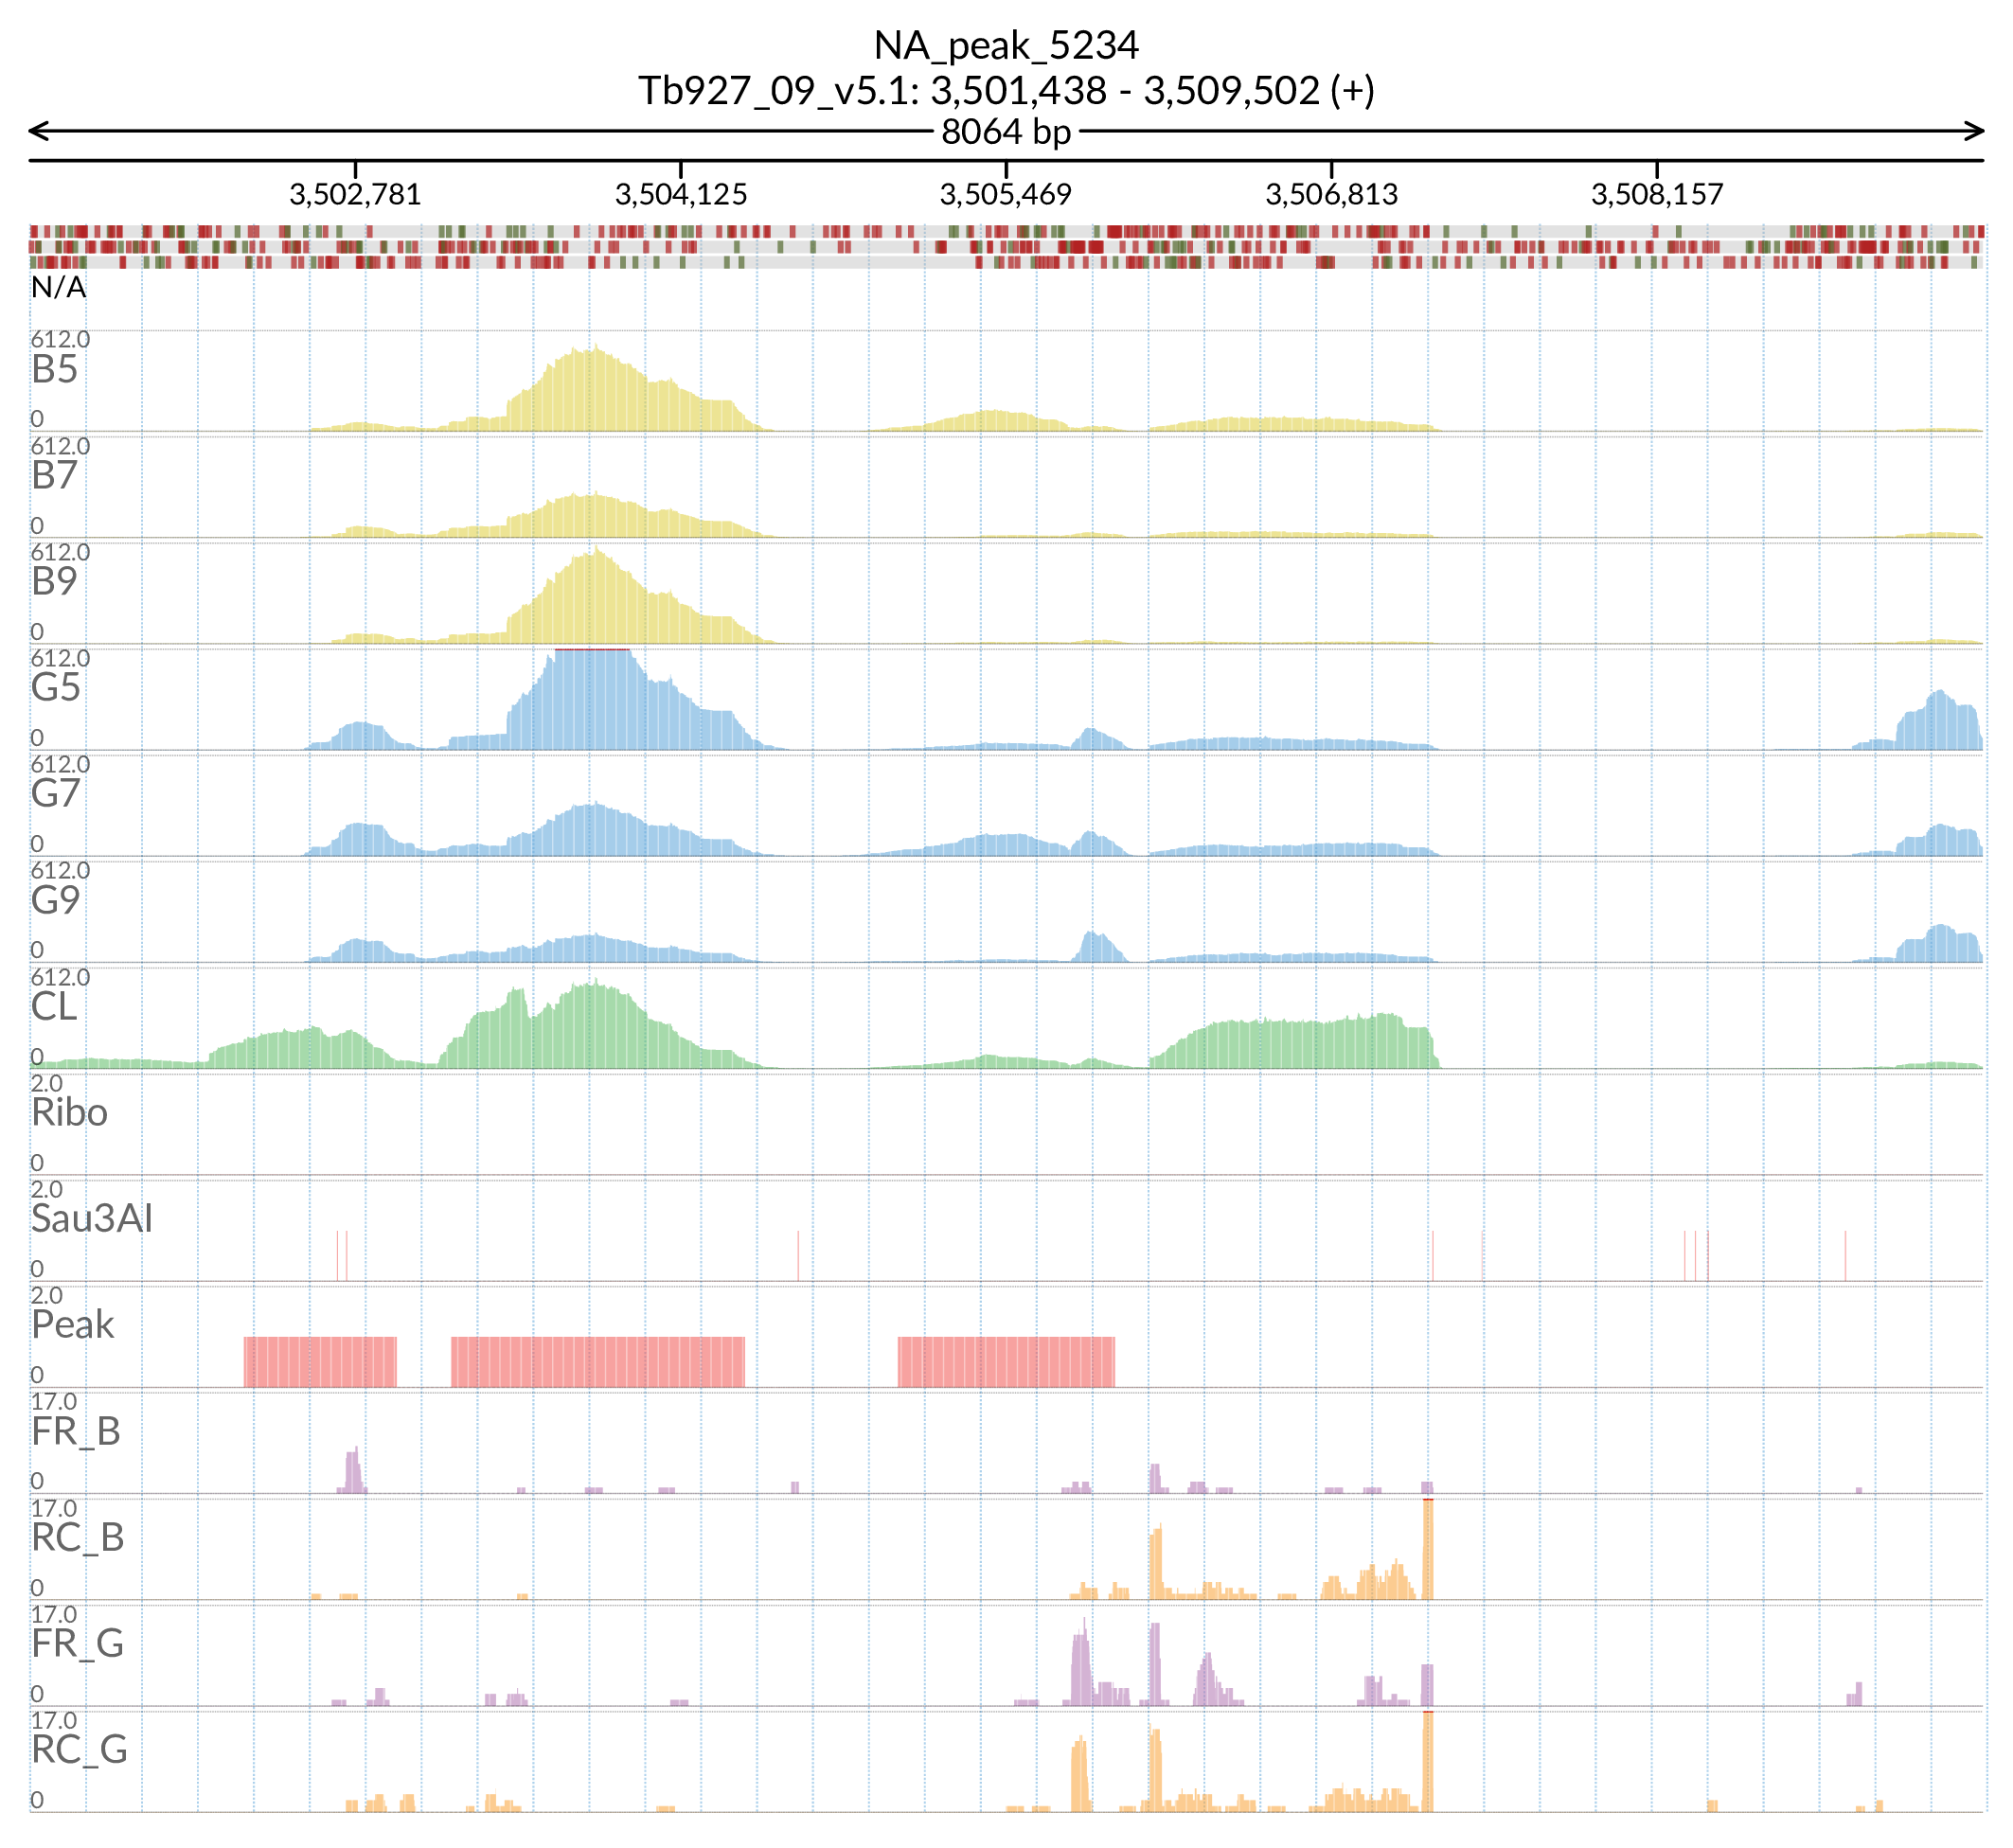 NA_peak_5234
Tb927_09_v5.1: 3,501,438 - 3,509,502 (+)
8064 bp
3,502,781 3,504,125 3,505,469 3,506,813 3,508,157
N/A
612.0
B5
0
612.0
B7
0
612.0
B9
0
612.0
G5
0
612.0
G7
0
612.0
G9
0
612.0
CL
0
2.0
Ribo
0
2.0
Sau3AI
0
2.0
Peak
0
17.0
FR_B
0
17.0
RC_B
0
17.0
FR_G
0
17.0
RC_G
0